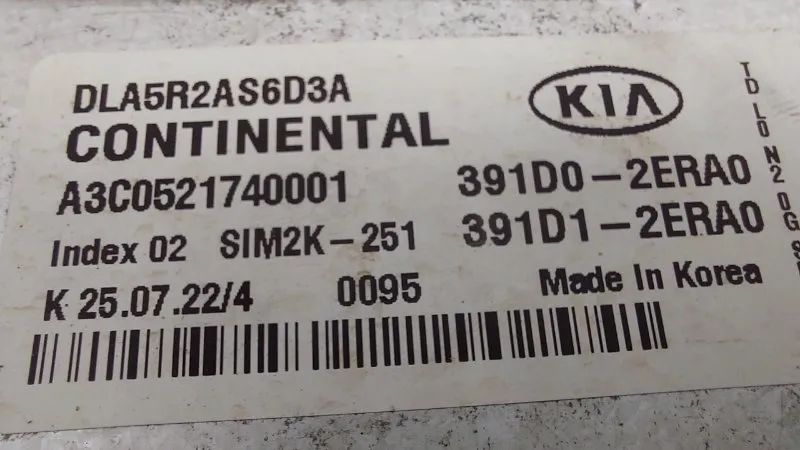 DLA5R2AS6D3A
KIA
CONTINENTAL
A3C0521740001
391D0-2ERA0
391D1-2ERA0
Index 02 SIM2K-251
K 25.07.22/4 0095 Made In Korea